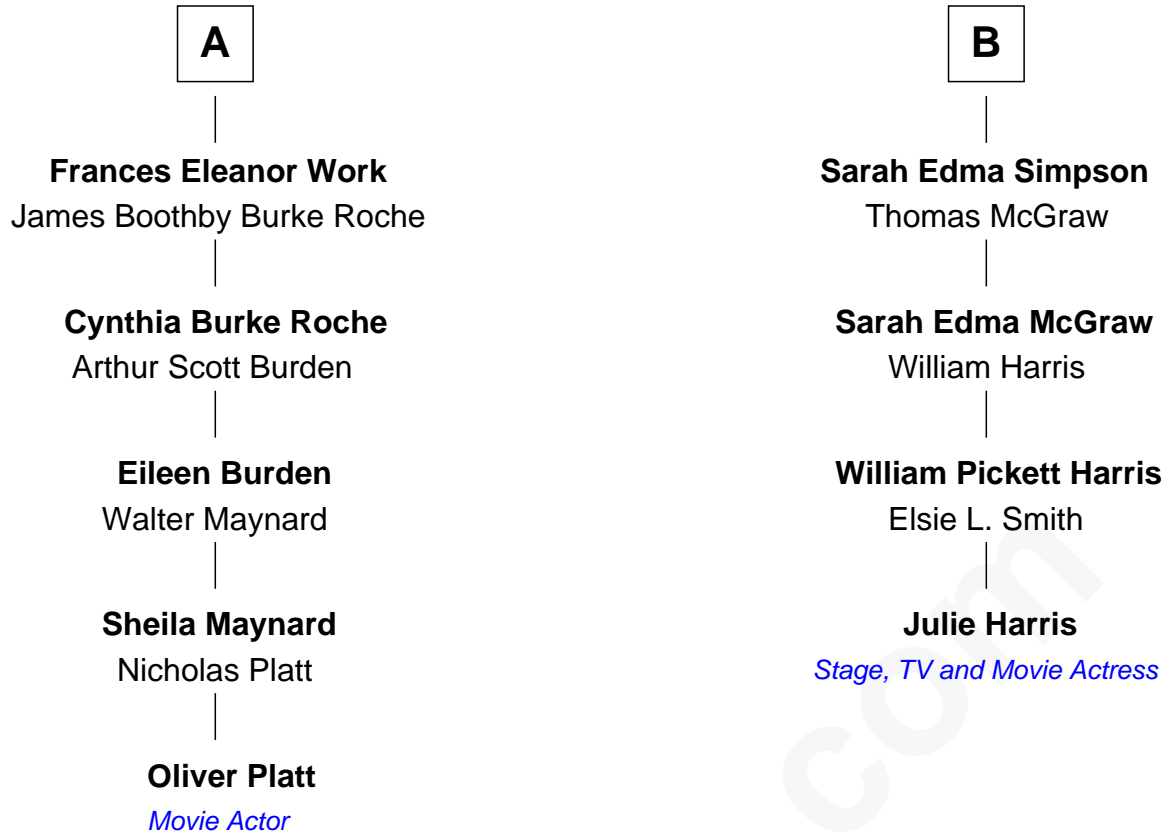 A
Frances Eleanor Work
James Boothby Burke Roche
Cynthia Burke Roche
Arthur Scott Burden
Eileen Burden
Walter Maynard
Sheila Maynard
Nicholas Platt
Oliver Platt
Movie Actor
B
Sarah Edma Simpson
Thomas McGraw
Sarah Edma McGraw
William Harris
William Pickett Harris
Elsie L. Smith
Julie Harris
Stage, TV and Movie Actress
com